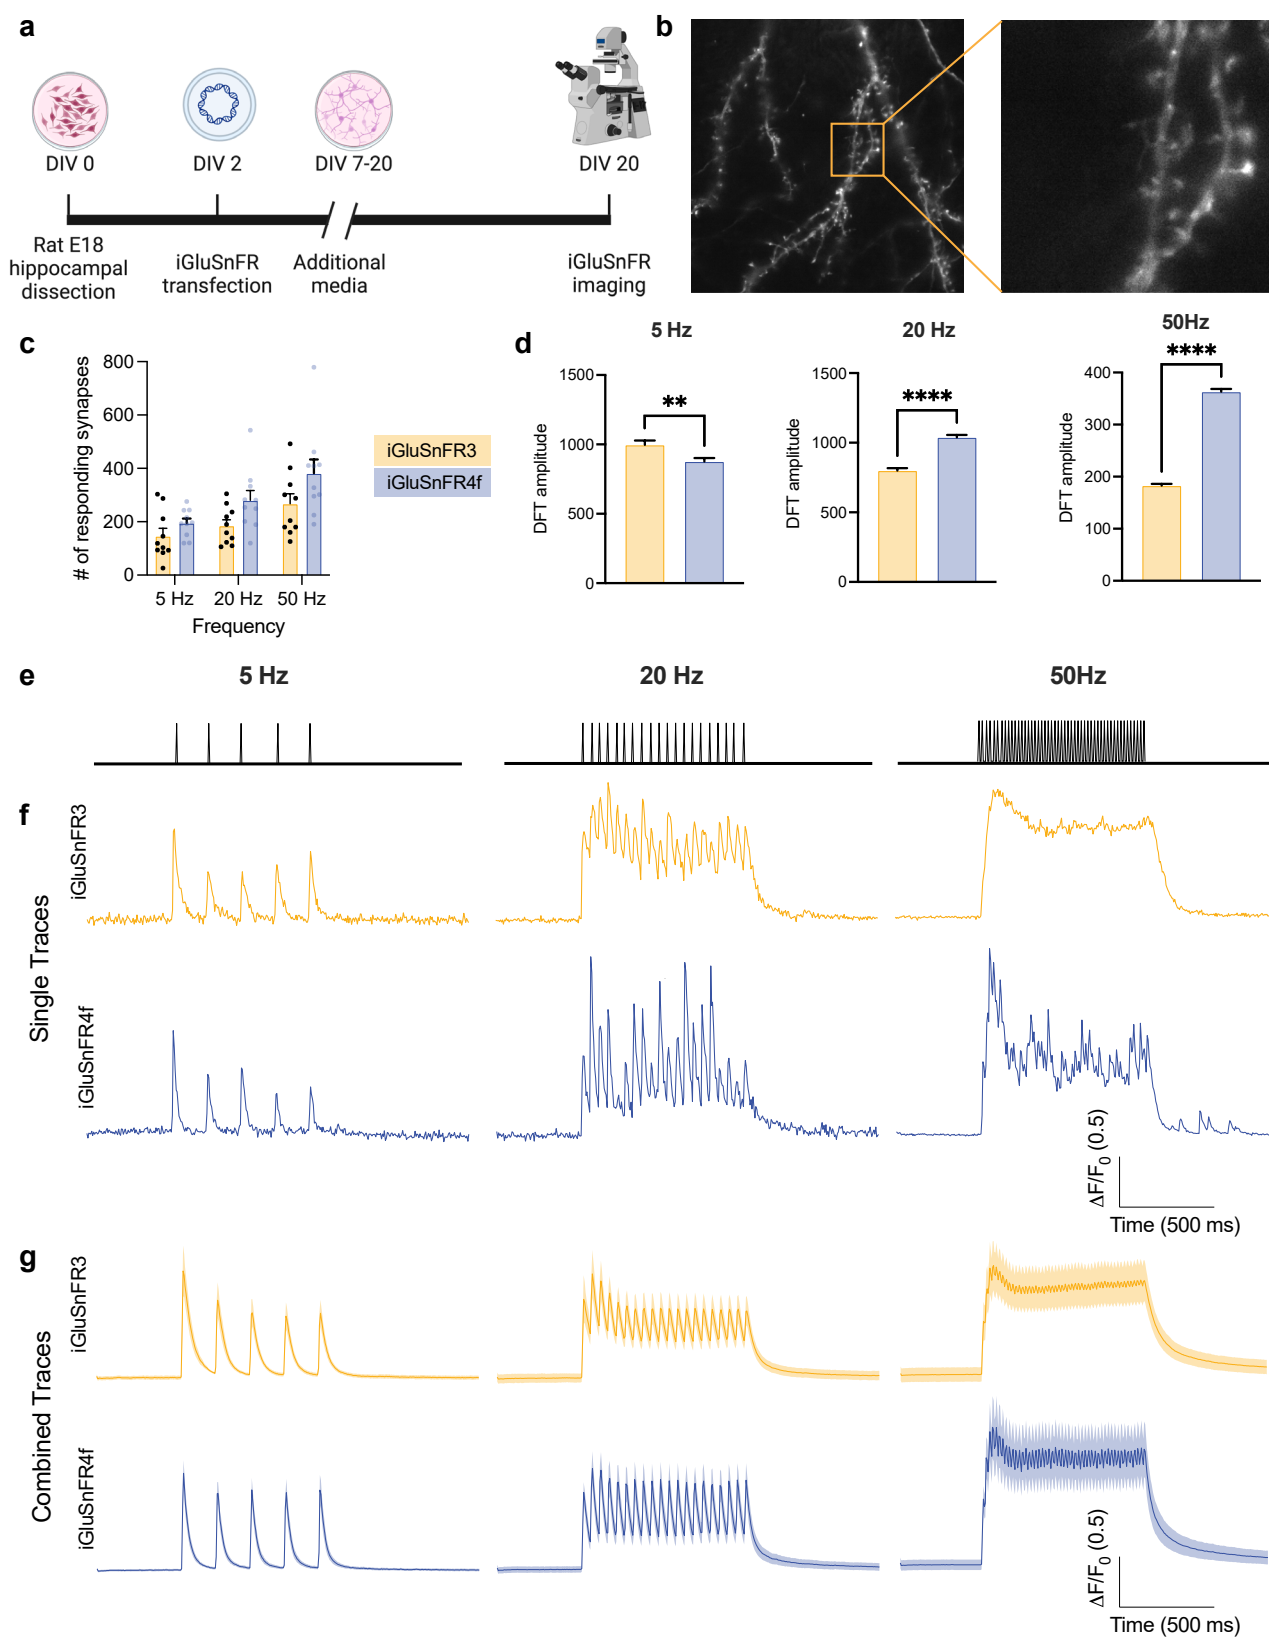 a
DIV 0
DIV 2
DIV 7-20
DIV 20
Rat E18
hippocampal
dissection
iGluSnFR
transfection
Additional
media
iGluSnFR
imaging
b
c
# of responding synapses
800
600
400
200
0
5 Hz
20 Hz
50 Hz
Frequency
iGluSnFR3
iGluSnFR4f
d
5 Hz
DFT amplitude
1500
1000
500
0
**
20 Hz
DFT amplitude
1500
1000
500
0
****
50Hz
DFT amplitude
400
300
200
100
0
****
e
5 Hz
20 Hz
50Hz
f
Single Traces
iGluSnFR3
iGluSnFR4f
ΔF/F0 (0.5)
Time (500 ms)
g
Combined Traces
iGluSnFR3
iGluSnFR4f
ΔF/F0 (0.5)
Time (500 ms)